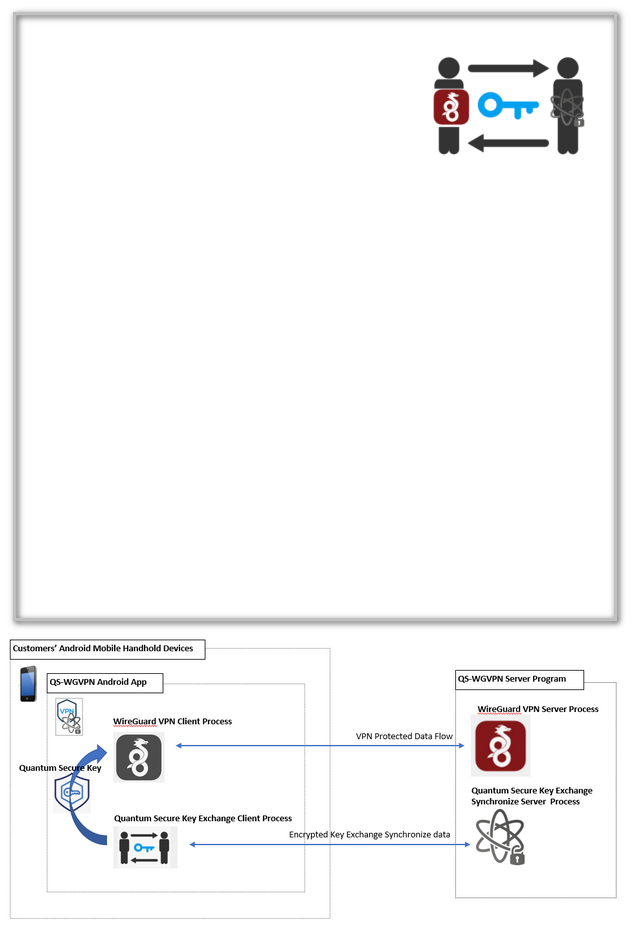 Customers' Android Mobile Handhold Devices
QS-WGVPN Android App
VPN
WireGuard VPN Client Process
Quantum Secure Key
Quantum Secure Key Exchange Client Process
VPN Protected Data Flow
Encrypted Key Exchange Synchronize data
QS-WGVPN Server Program
WireGuard VPN Server Process
Quantum Secure Key Exchange
Synchronize Server Process